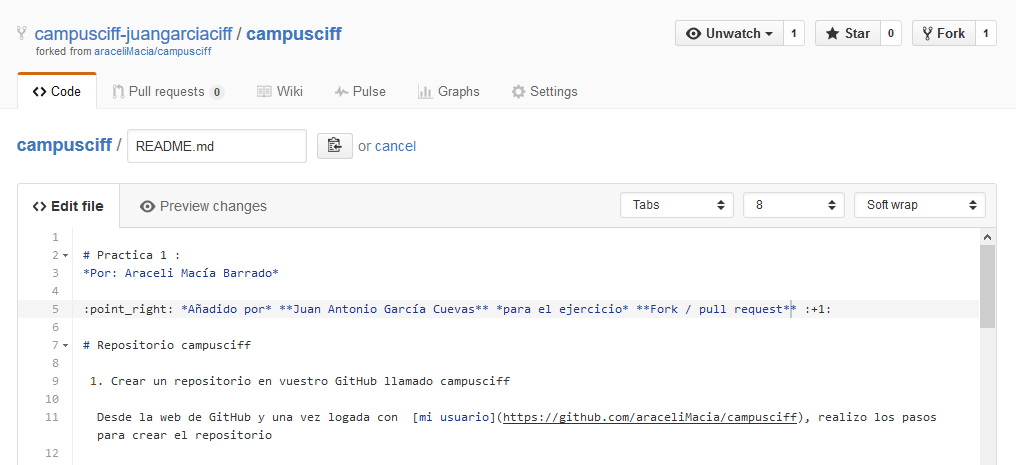 campusciff-juangarciaciff / campusciff
forked from araceliMacia/campusciff
Unwatch 1 Star 0 Fork 1
Code Pull requests 0 Wiki Pulse Graphs Settings
campusciff / README.md or cancel
Edit file Preview changes Tabs 8 Soft wrap
1
2 # Practica 1 :
3 *Por: Araceli Macía Barrado*
4
5 :point_right: *Añadido por* **Juan Antonio García Cuevas** *para el ejercicio* **Fork / pull request** :+1:
6
7 # Repositorio campusciff
8
9 1. Crear un repositorio en vuestro GitHub llamado campusciff
10
11 Desde la web de GitHub y una vez logada con [mi usuario](https://github.com/araceliMacia/campusciff), realizo los pasos
para crear el repositorio
12